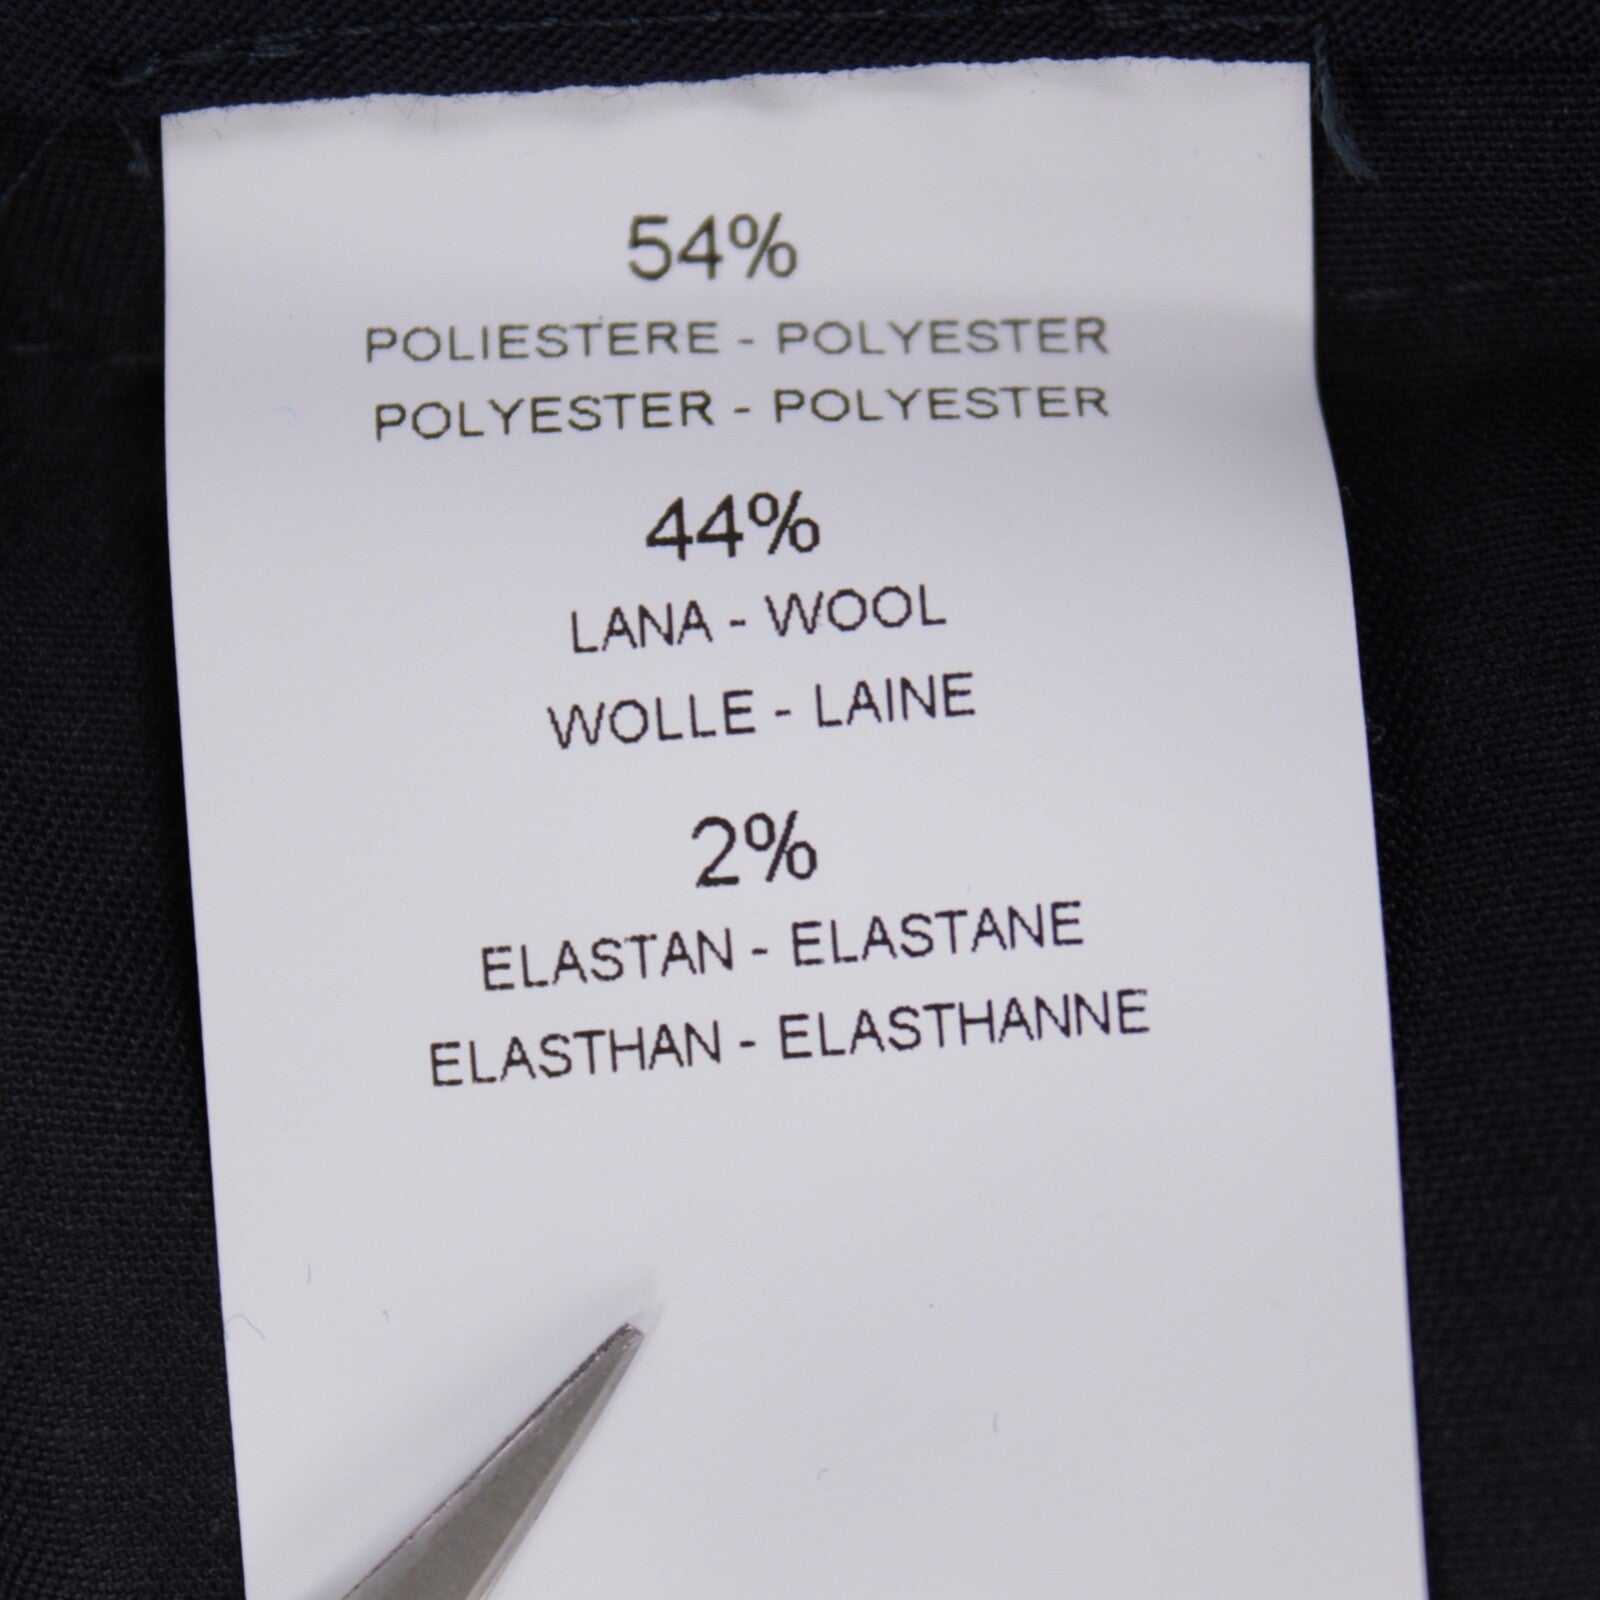 54%
POLIESTERE - POLYESTER
POLYESTER - POLYESTER
44%
LANA - WOOL
WOLLE - LAINE
2%
ELASTAN - ELASTANE
ELASTHAN - ELASTHANNE